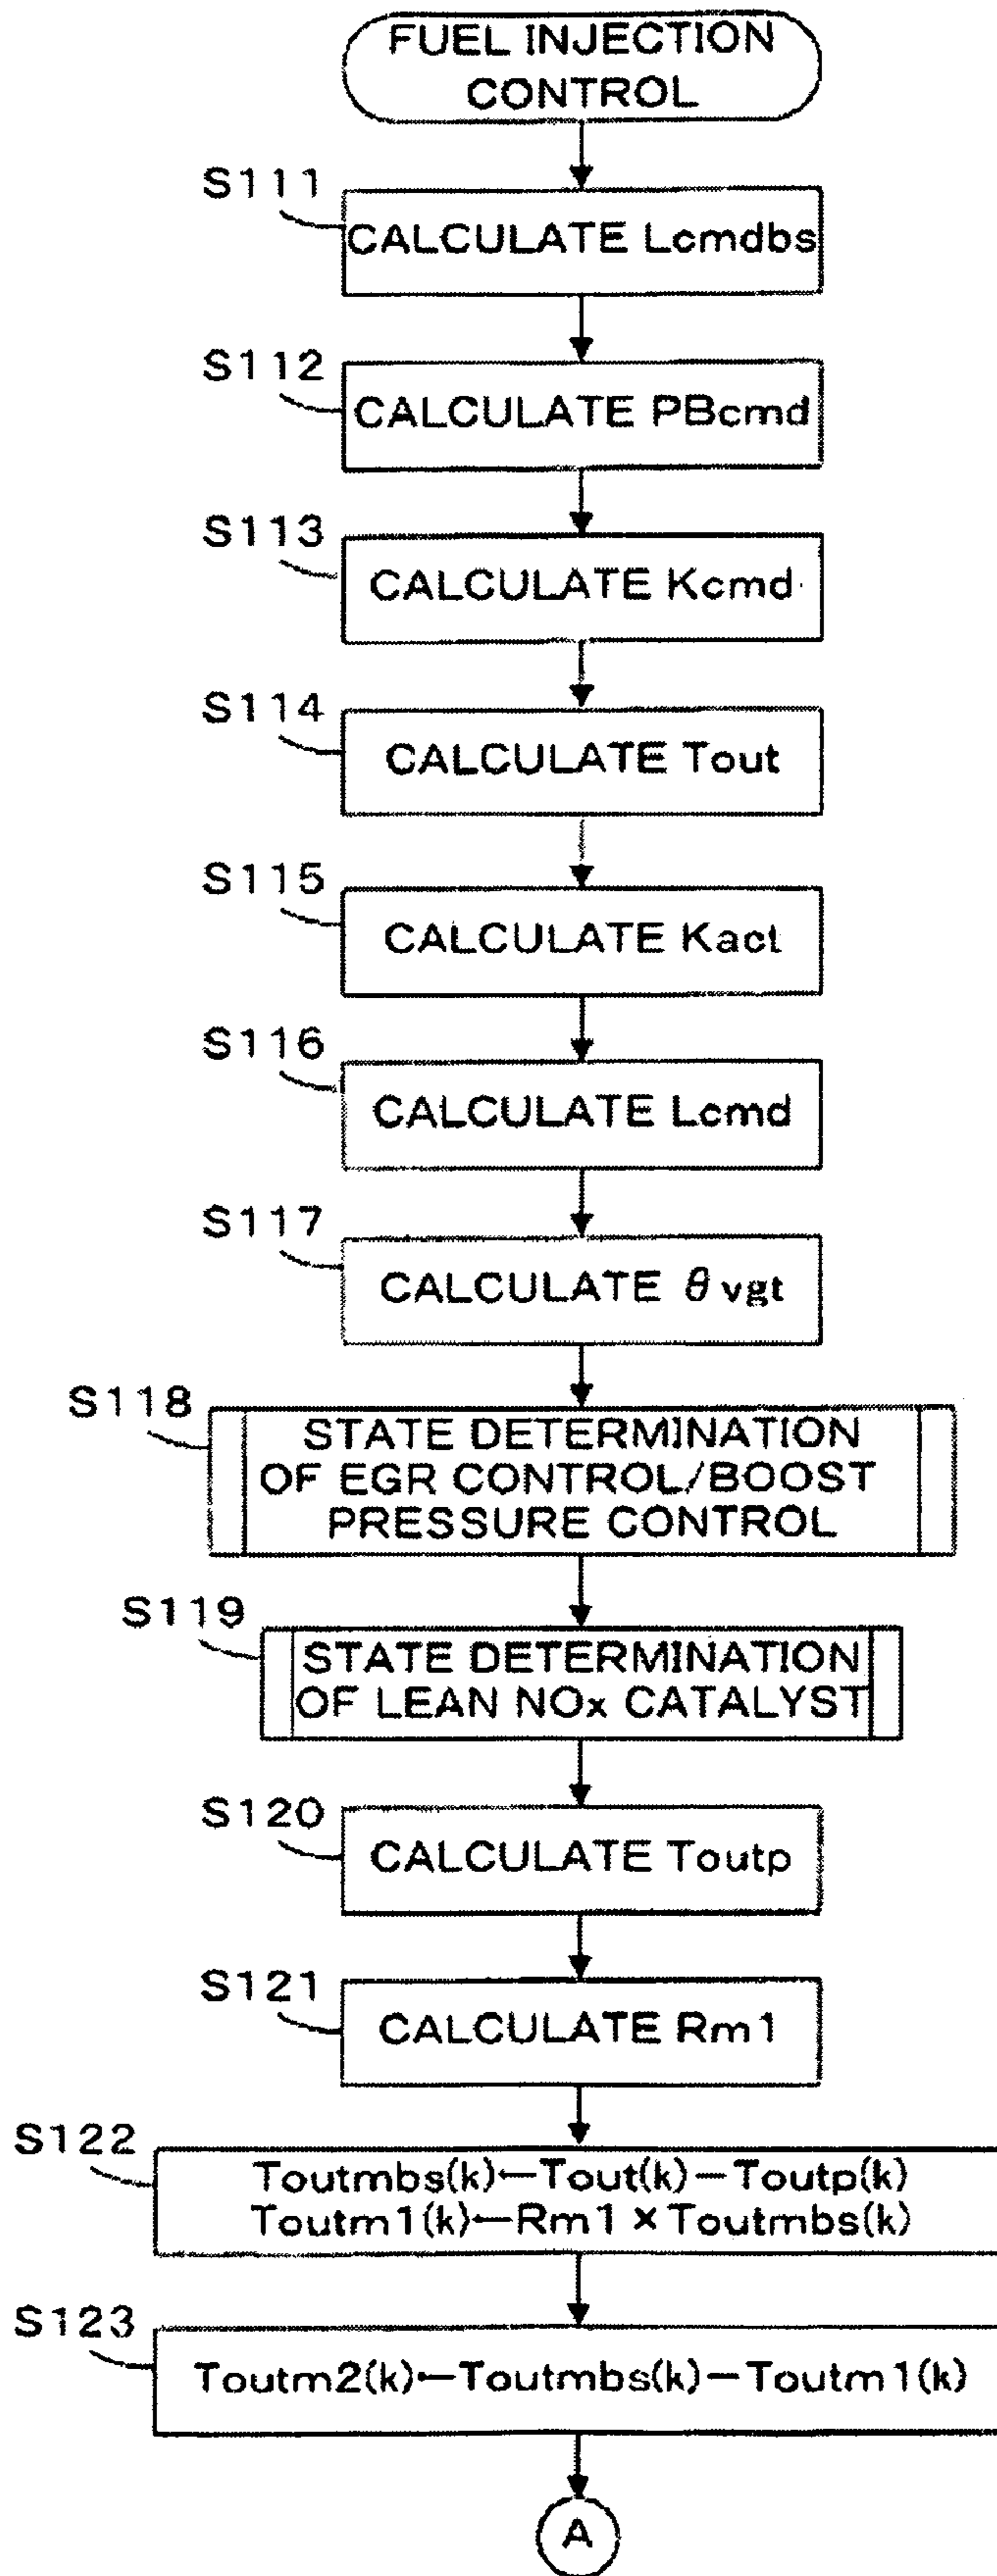 FUEL INJECTION
CONTROL
S111
CALCULATE Lcmdbs
S112
CALCULATE PBcmd
S113
CALCULATE Kcmd
S114
CALCULATE Tout
S115
CALCULATE Kact
S116
CALCULATE Lcmd
S117
CALCULATE θvgt
S118
STATE DETERMINATION
OF EGR CONTROL/BOOST
PRESSURE CONTROL
S119
STATE DETERMINATION
OF LEAN NOx CATALYST
S120
CALCULATE Toutp
S121
CALCULATE Rm1
S122
Toutmbs(k)←Tout(k)−Toutp(k)
Toutm1(k)←Rm1×Toutmbs(k)
S123
Toutm2(k)←Toutmbs(k)−Toutm1(k)
A